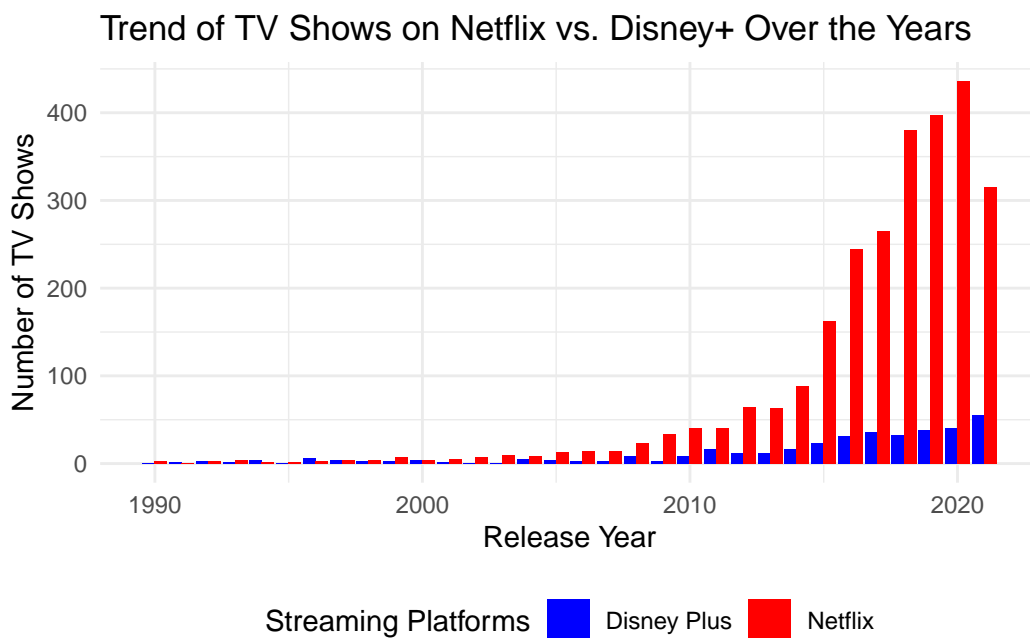 Trend of TV Shows on Netflix vs. Disney+ Over the Years
Number of TV Shows
400
300
200
100
0
1990 2000 2010 2020
Release Year
Streaming Platforms Disney Plus Netflix